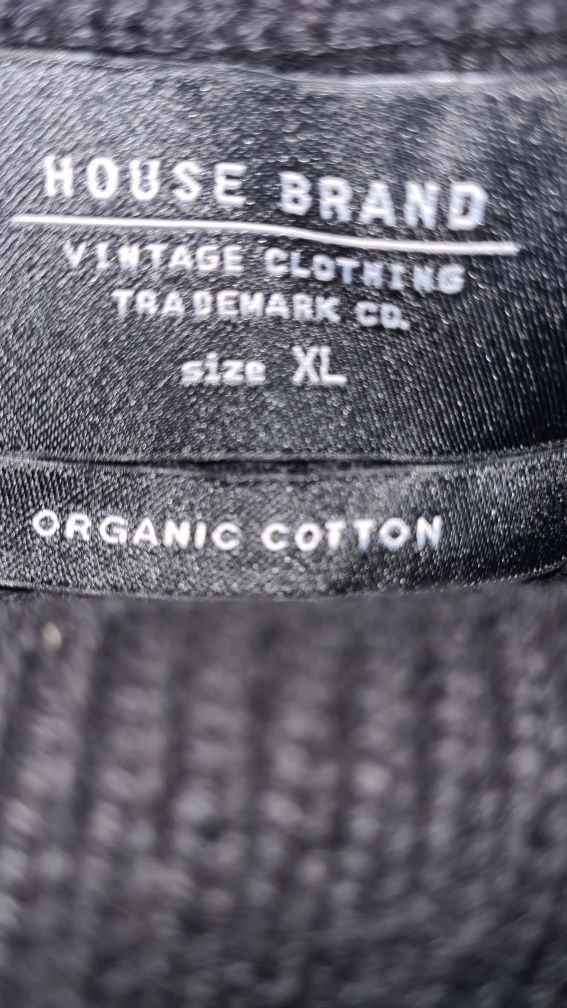 HOUSE BRAND
VINTAGE CLOTHING
TRADEMARK CO.
size XL
ORGANIC COTTON